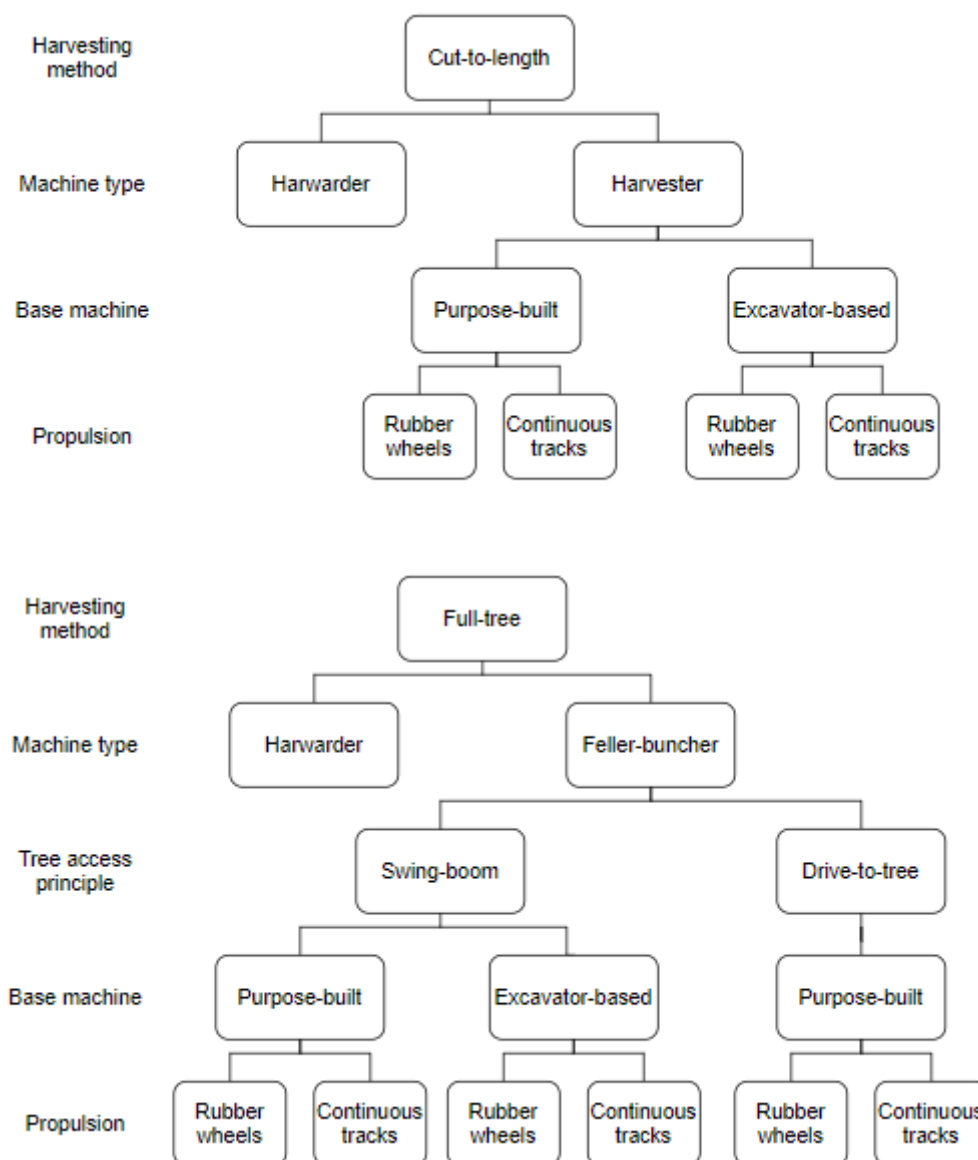 Harvesting
method
Cut-to-length
Machine type
Harwarder
Harvester
Base machine
Purpose-built
Excavator-based
Propulsion
Rubber
wheels
Continuous
tracks
Rubber
wheels
Continuous
tracks
Harvesting
method
Full-tree
Machine type
Harwarder
Feller-buncher
Tree access
principle
Swing-boom
Drive-to-tree
Base machine
Purpose-built
Excavator-based
Purpose-built
Propulsion
Rubber
wheels
Continuous
tracks
Rubber
wheels
Continuous
tracks
Rubber
wheels
Continuous
tracks